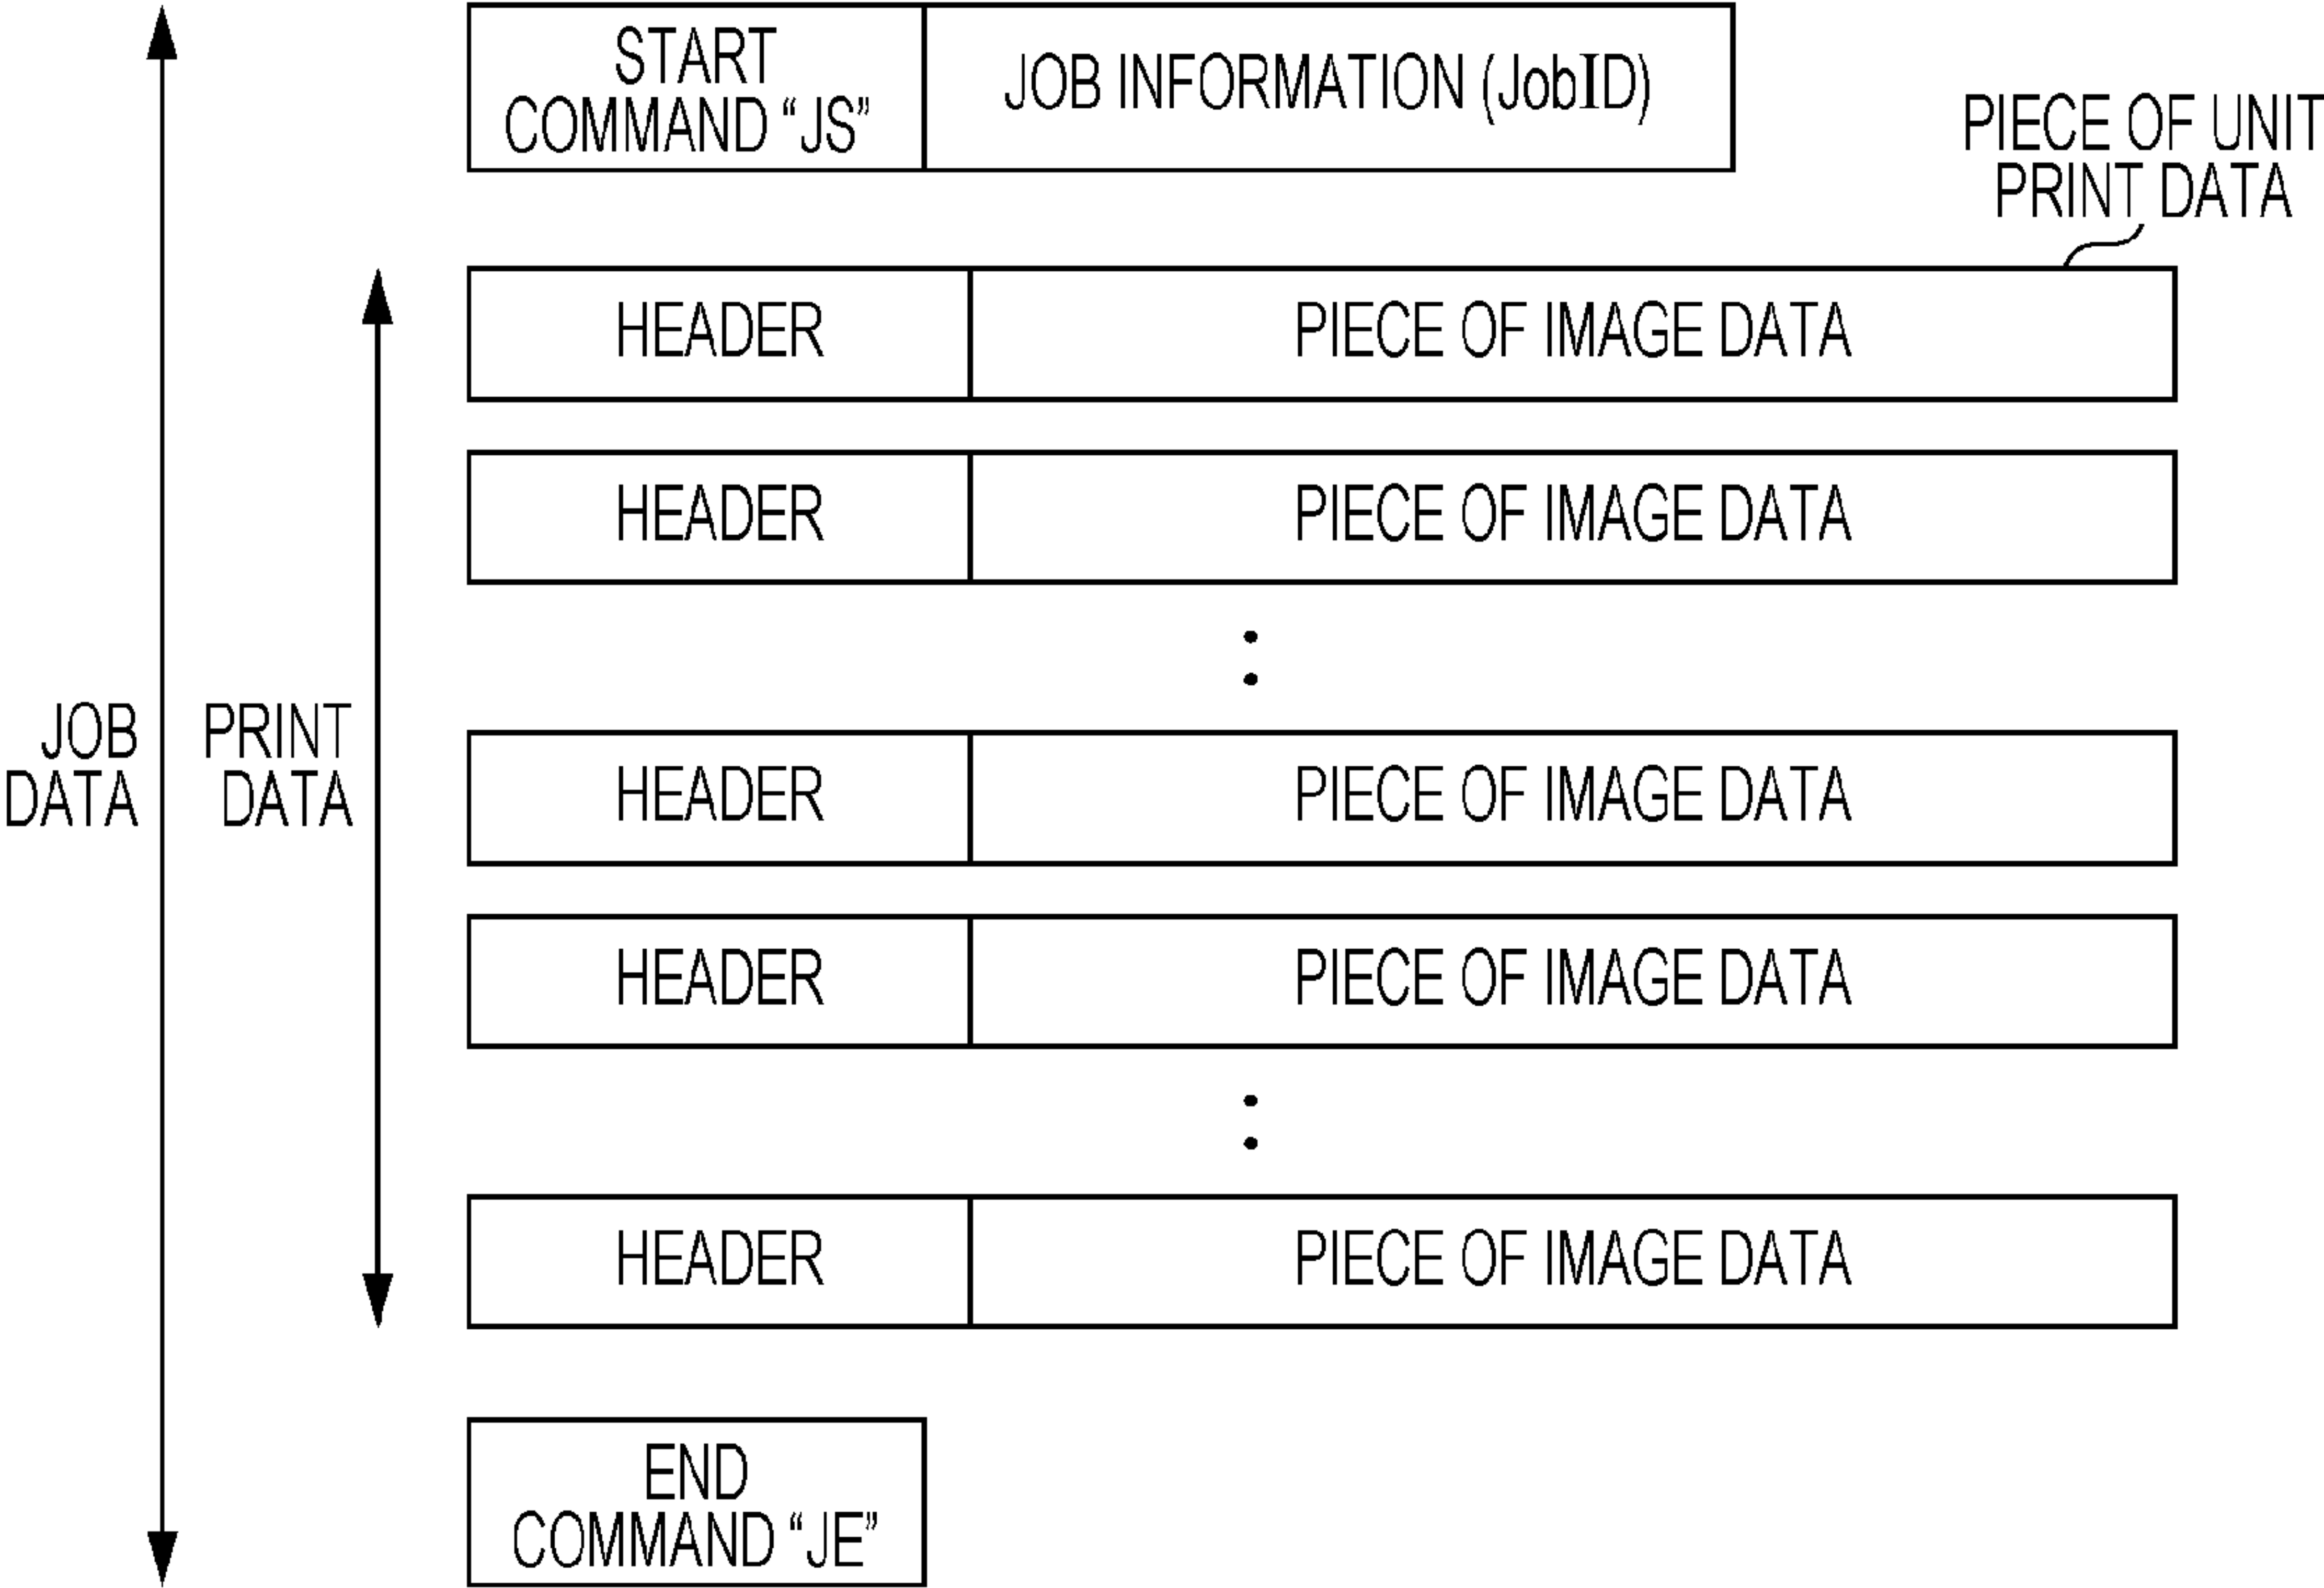 START
COMMAND “JS”
JOB INFORMATION (JobID)
PIECE OF UNIT
PRINT DATA
HEADER
PIECE OF IMAGE DATA
HEADER
PIECE OF IMAGE DATA
JOB
DATA
PRINT
DATA
HEADER
PIECE OF IMAGE DATA
HEADER
PIECE OF IMAGE DATA
HEADER
PIECE OF IMAGE DATA
END
COMMAND “JE”